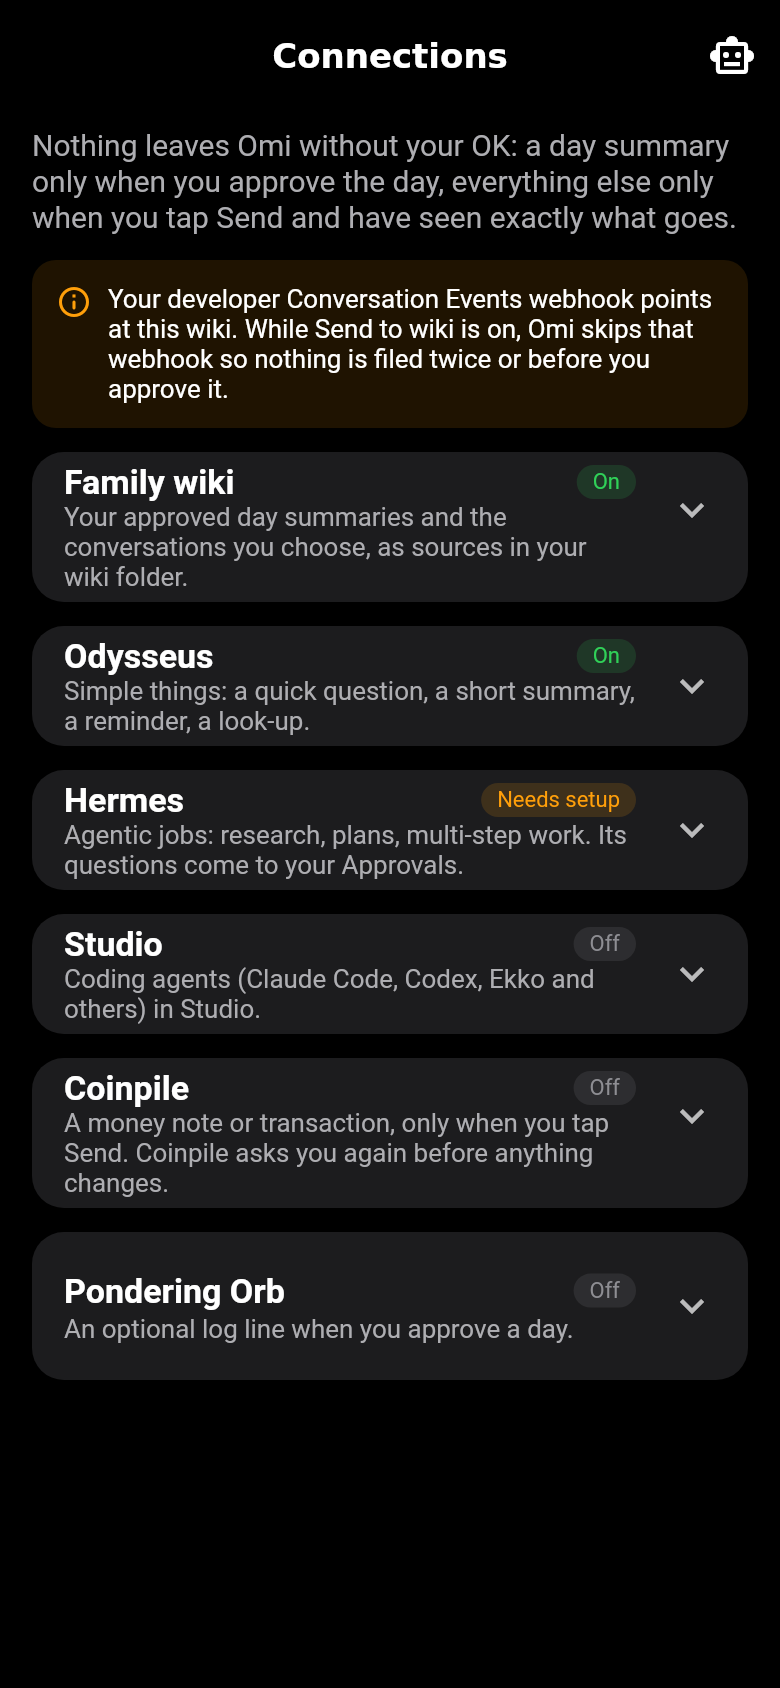 Connections
Nothing leaves Omi without your OK: a day summary
only when you approve the day, everything else only
when you tap Send and have seen exactly what goes.
Your developer Conversation Events webhook points
at this wiki. While Send to wiki is on, Omi skips that
webhook so nothing is filed twice or before you
approve it.
Family wiki
On
Your approved day summaries and the
conversations you choose, as sources in your
wiki folder.
Odysseus
On
Simple things: a quick question, a short summary,
a reminder, a look-up.
Hermes
Needs setup
Agentic jobs: research, plans, multi-step work. Its
questions come to your Approvals.
Studio
Off
Coding agents (Claude Code, Codex, Ekko and
others) in Studio.
Coinpile
Off
A money note or transaction, only when you tap
Send. Coinpile asks you again before anything
changes.
Pondering Orb
Off
An optional log line when you approve a day.